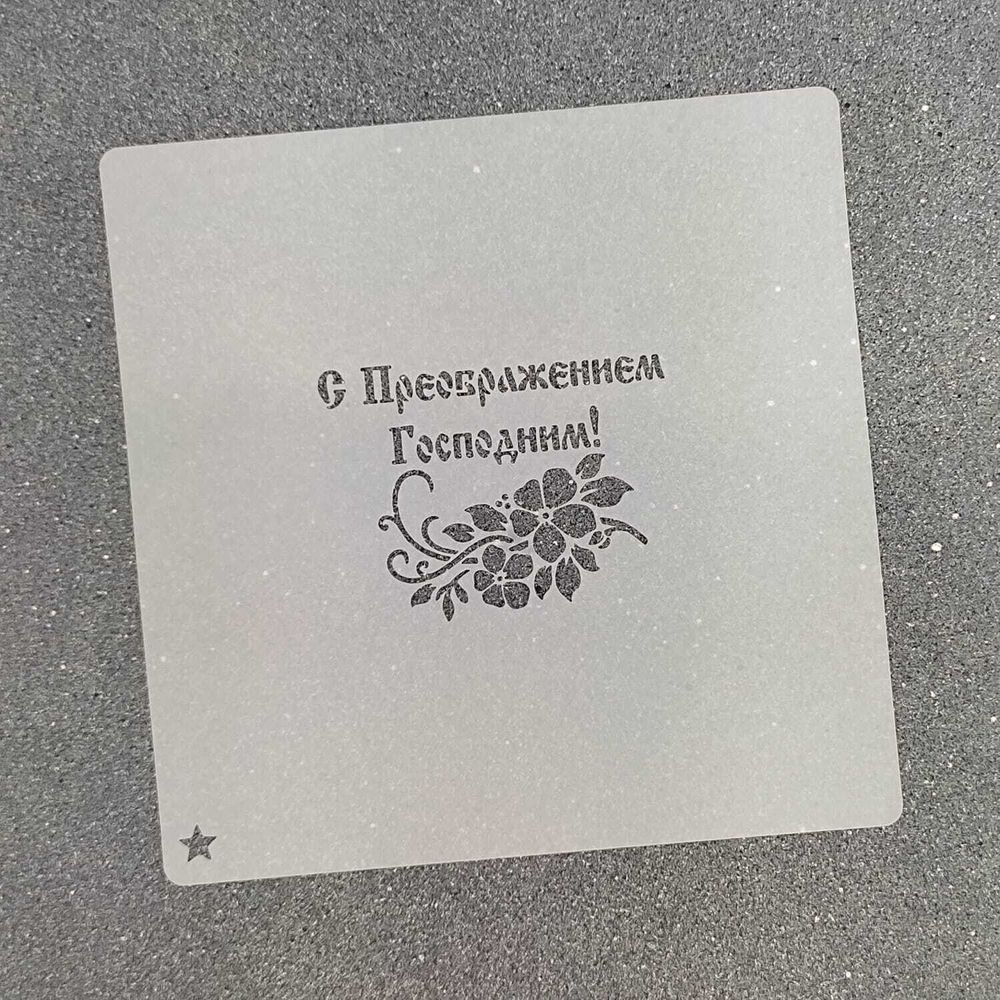 С Преображением
Господним!